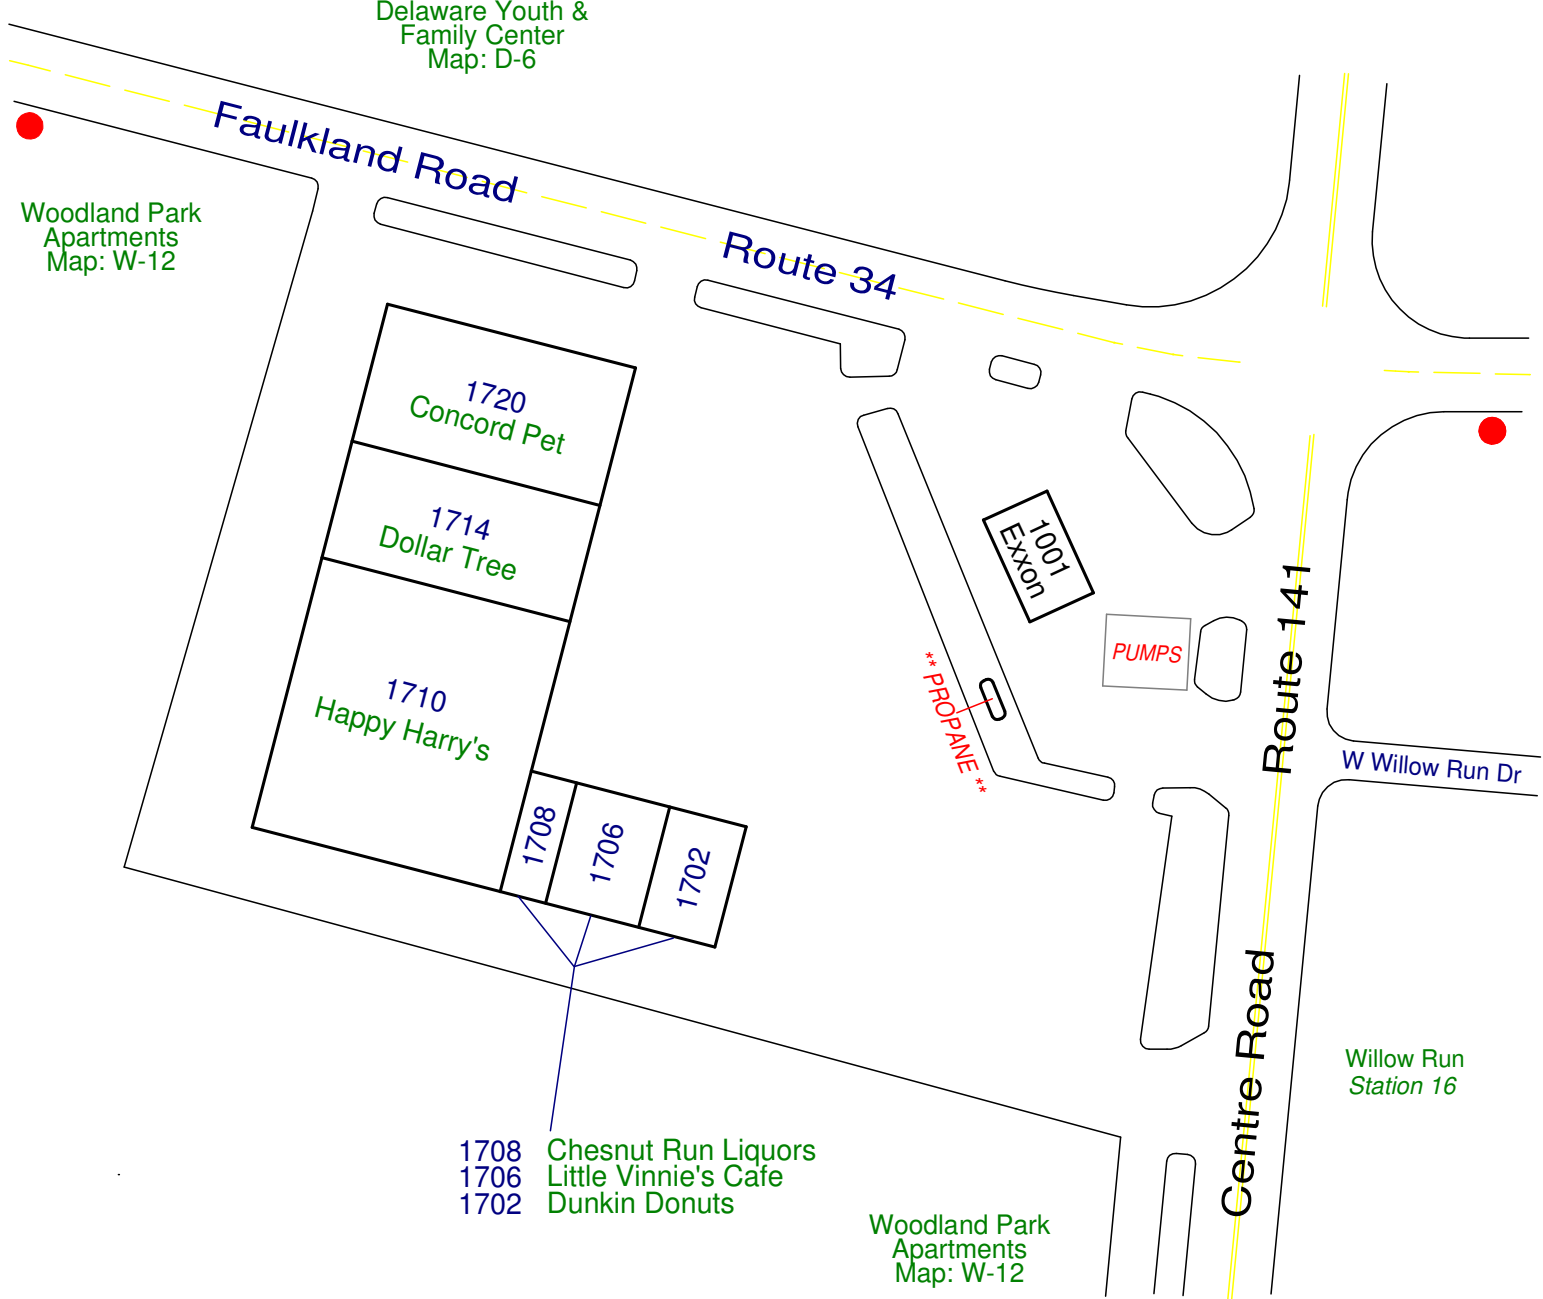 Delaware Youth &
Family Center
Map: D-6
Faulkland Road
Route 34
Woodland Park
Apartments
Map: W-12
1720
Concord Pet
1714
Dollar Tree
1710
Happy Harry's
1708
1706
1702
1001
Exxon
PUMPS
** PROPANE **
Route 141
W Willow Run Dr
Centre Road
Willow Run
Station 16
1708 Chesnut Run Liquors
1706 Little Vinnie's Cafe
1702 Dunkin Donuts
Woodland Park
Apartments
Map: W-12